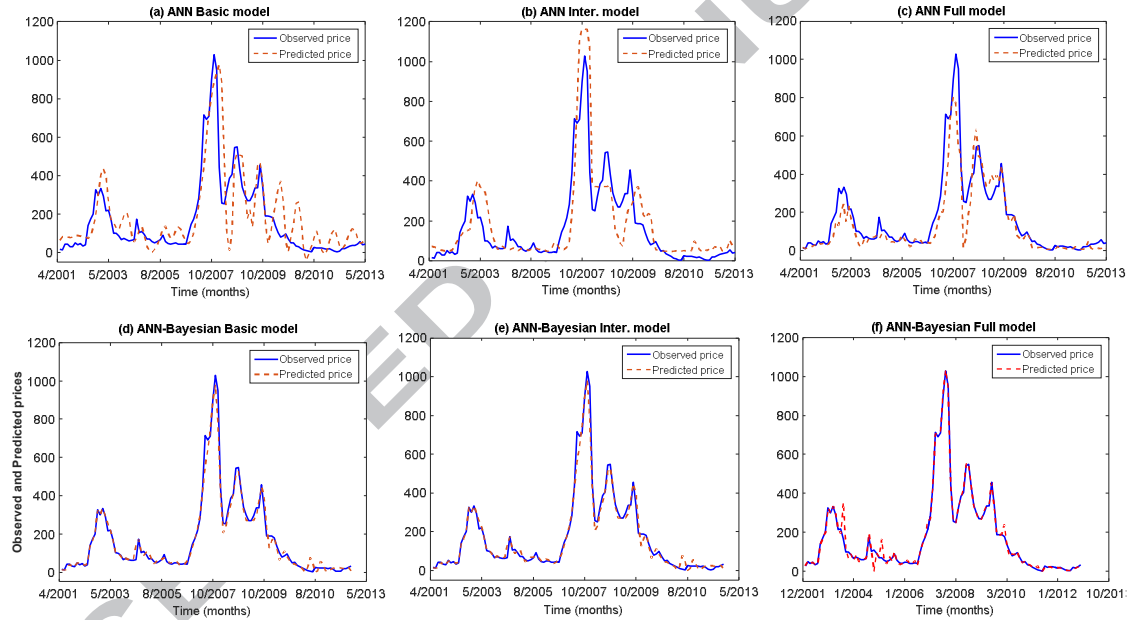 (a) ANN Basic model
1200
1000
800
600
400
200
0
4/2001 5/2003 8/2005 10/2007 10/2009 8/2010 5/2013
Time (months)
Observed price
Predicted price
(b) ANN Inter. model
1200
1000
800
600
400
200
0
4/2001 5/2003 8/2005 10/2007 10/2009 8/2010 5/2013
Time (months)
Observed price
Predicted price
(c) ANN Full model
1200
1000
800
600
400
200
0
4/2001 5/2003 8/2005 10/2007 10/2009 8/2010 5/2013
Time (months)
Observed price
Predicted price
Observed and Predicted prices
(d) ANN-Bayesian Basic model
1200
1000
800
600
400
200
0
4/2001 5/2003 8/2005 10/2007 10/2009 8/2010 5/2013
Time (months)
Observed price
Predicted price
(e) ANN-Bayesian Inter. model
1200
1000
800
600
400
200
0
4/2001 5/2003 8/2005 10/2007 10/2009 8/2010 5/2013
Time (months)
Observed price
Predicted price
(f) ANN-Bayesian Full model
1200
1000
800
600
400
200
0
12/2001 1/2004 1/2006 3/2008 3/2010 12/2012 10/2013
Time (months)
Observed price
Predicted price